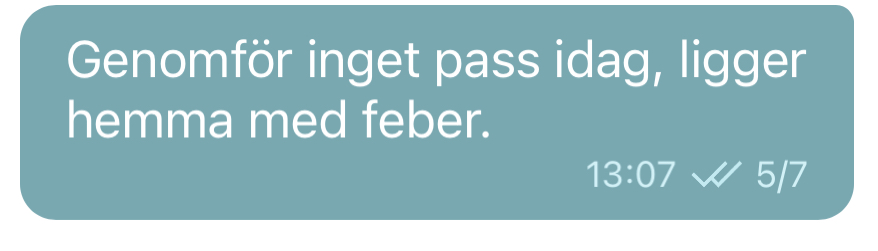 Genomför inget pass idag, ligger
hemma med feber.
13:07 5/7